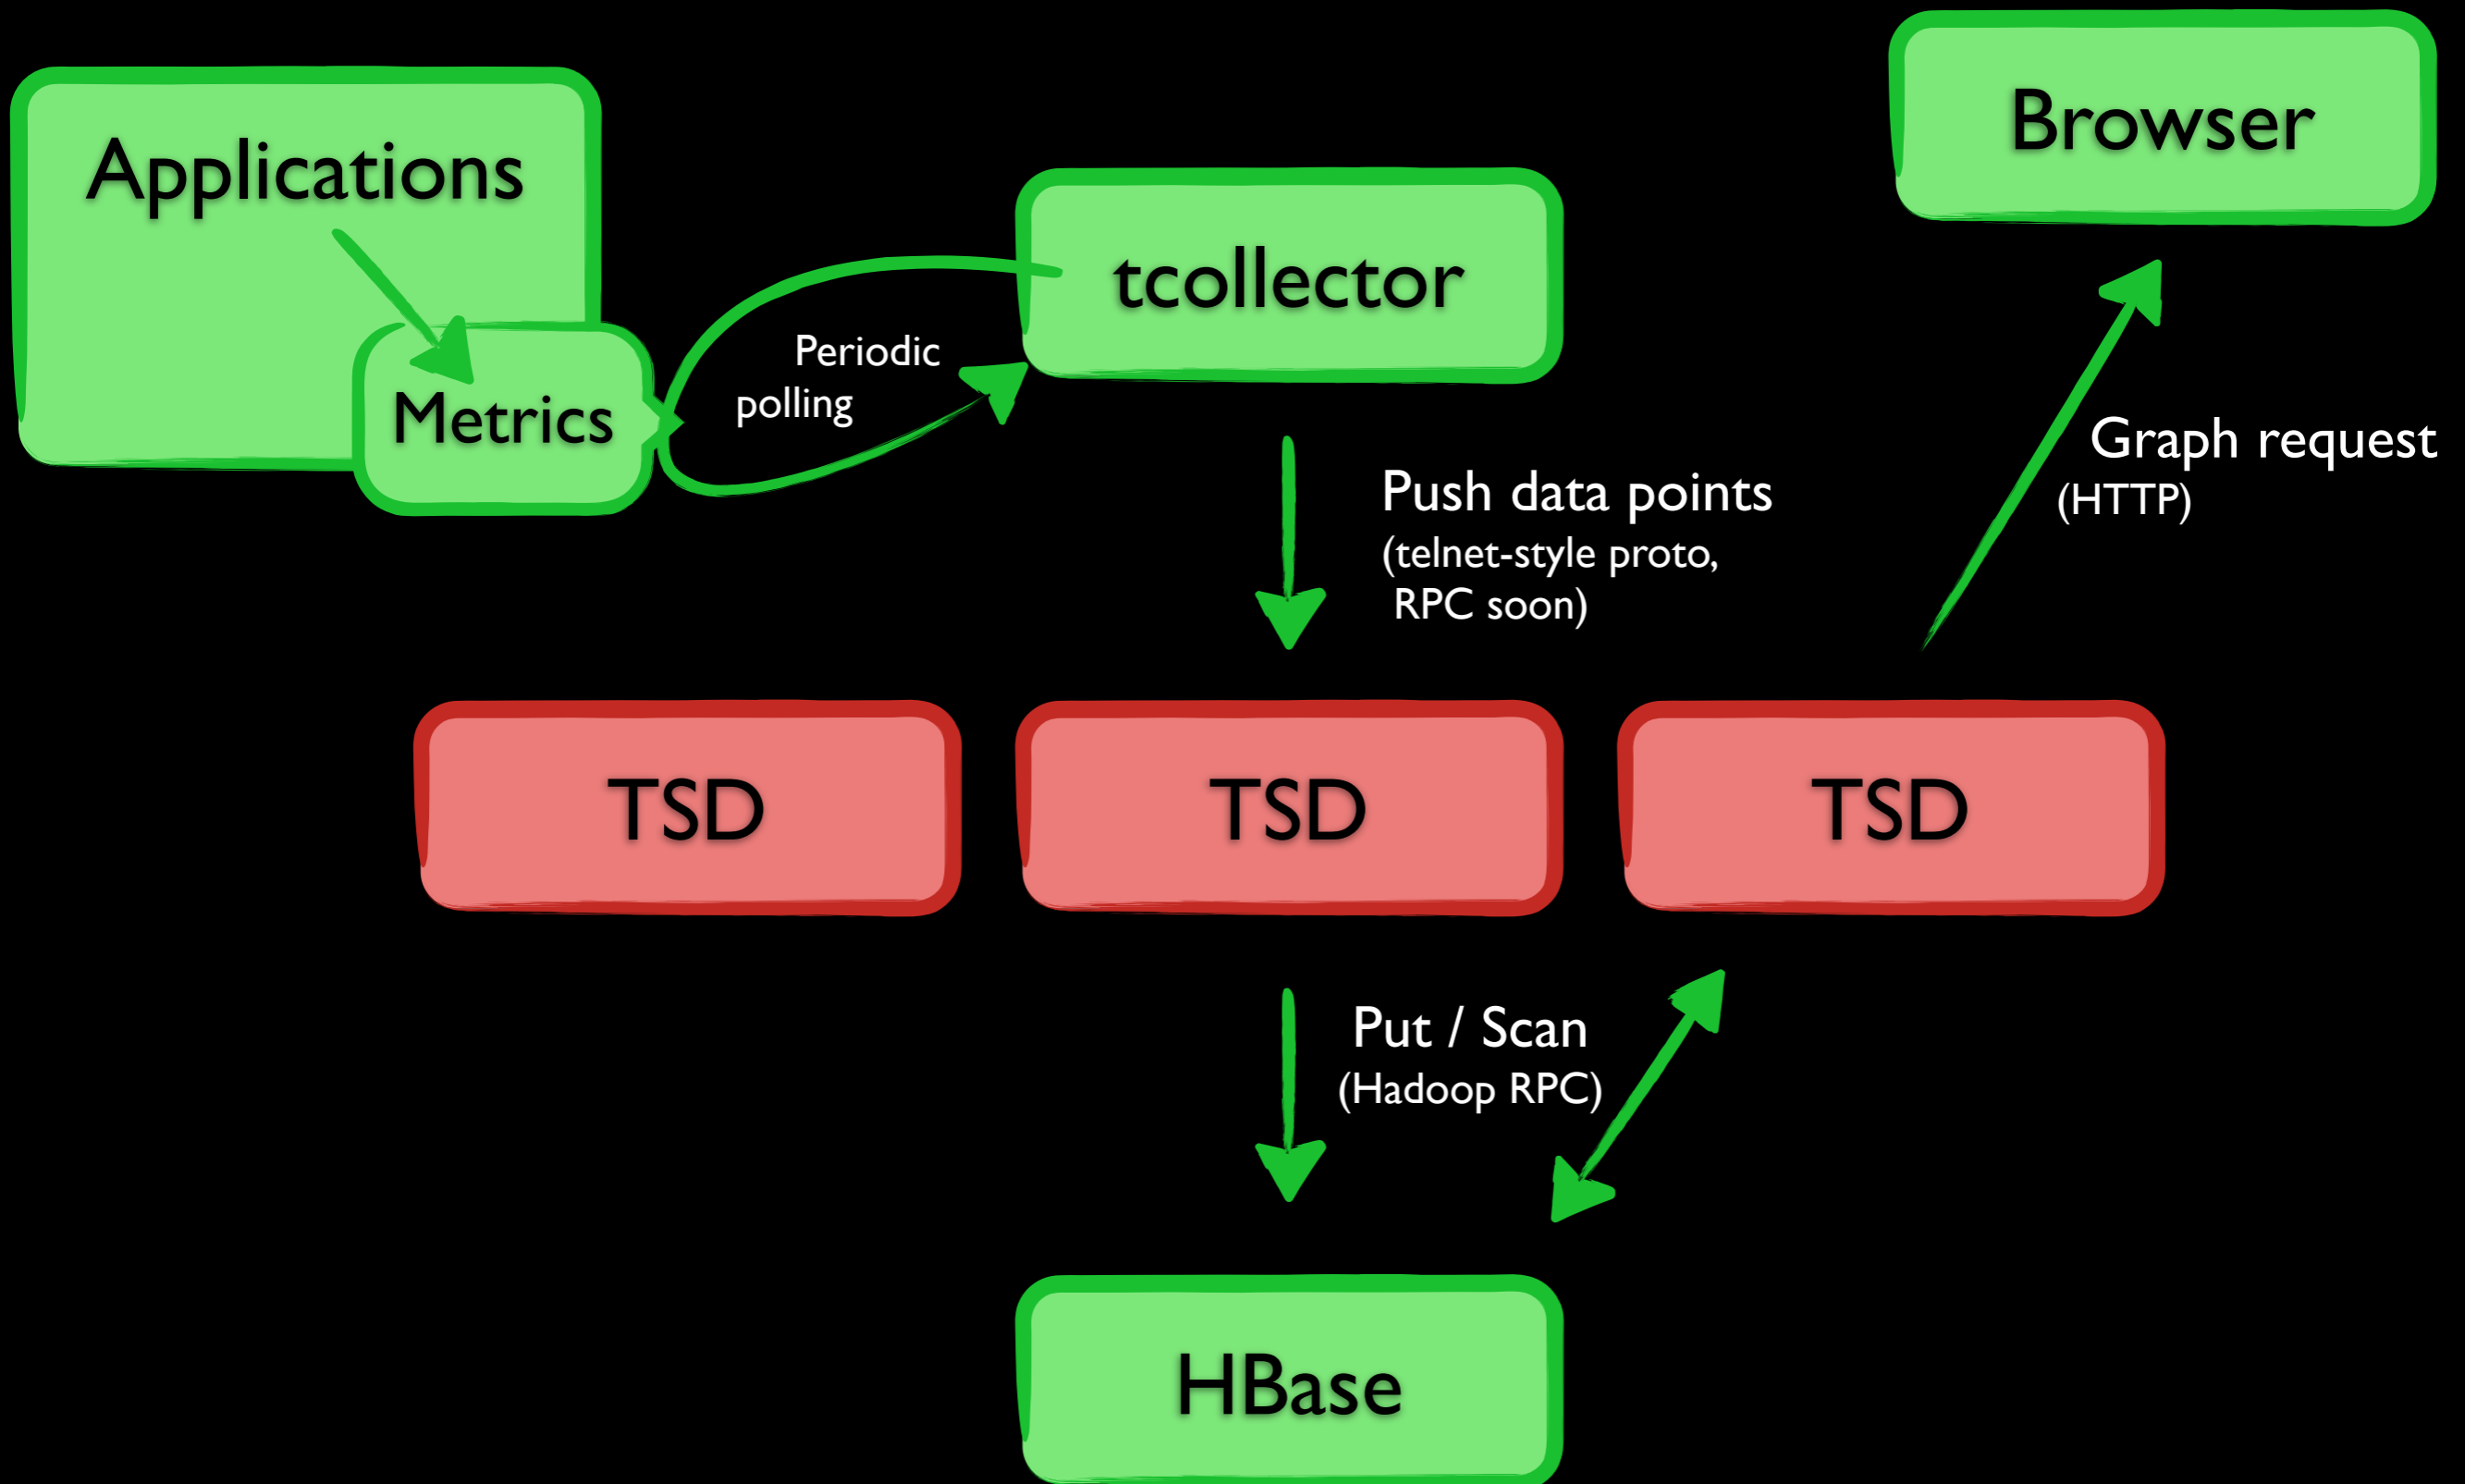 Applications
Metrics
Periodic
polling
tcollector
Browser
Push data points
(telnet-style proto,
RPC soon)
Graph request
(HTTP)
TSD
TSD
TSD
Put / Scan
(Hadoop RPC)
HBase